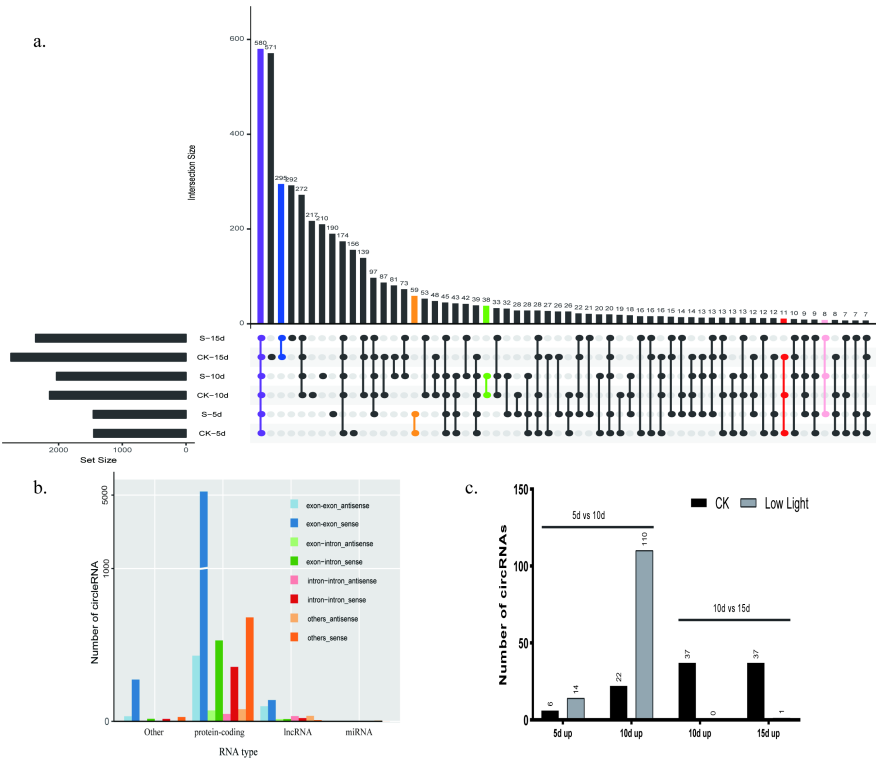 a.
Intersection Size
600
400
200
0
580 571 295 292 272 217 210 190 174 156 139 97 87 81 73 59 53 48 45 43 42 39 38 33 32 28 28 28 27 26 26 22 21 20 20 19 18 16 16 16 15 14 14 13 13 13 13 13 12 12 11 10 9 9 8 8 7 7 7
S-15d
CK-15d
S-10d
CK-10d
S-5d
CK-5d
2000 1000 0
Set Size
b.
Number of circleRNA
5000
1000
0
exon-exon_antisense
exon-exon_sense
exon-intron_antisense
exon-intron_sense
intron-intron_antisense
intron-intron_sense
others_antisense
others_sense
Other protein-coding lncRNA miRNA
RNA type
c.
Number of circRNAs
150
100
50
0
CK Low Light
5d vs 10d
10d vs 15d
6 14 22 110 37 0 37 1
5d up 10d up 10d up 15d up